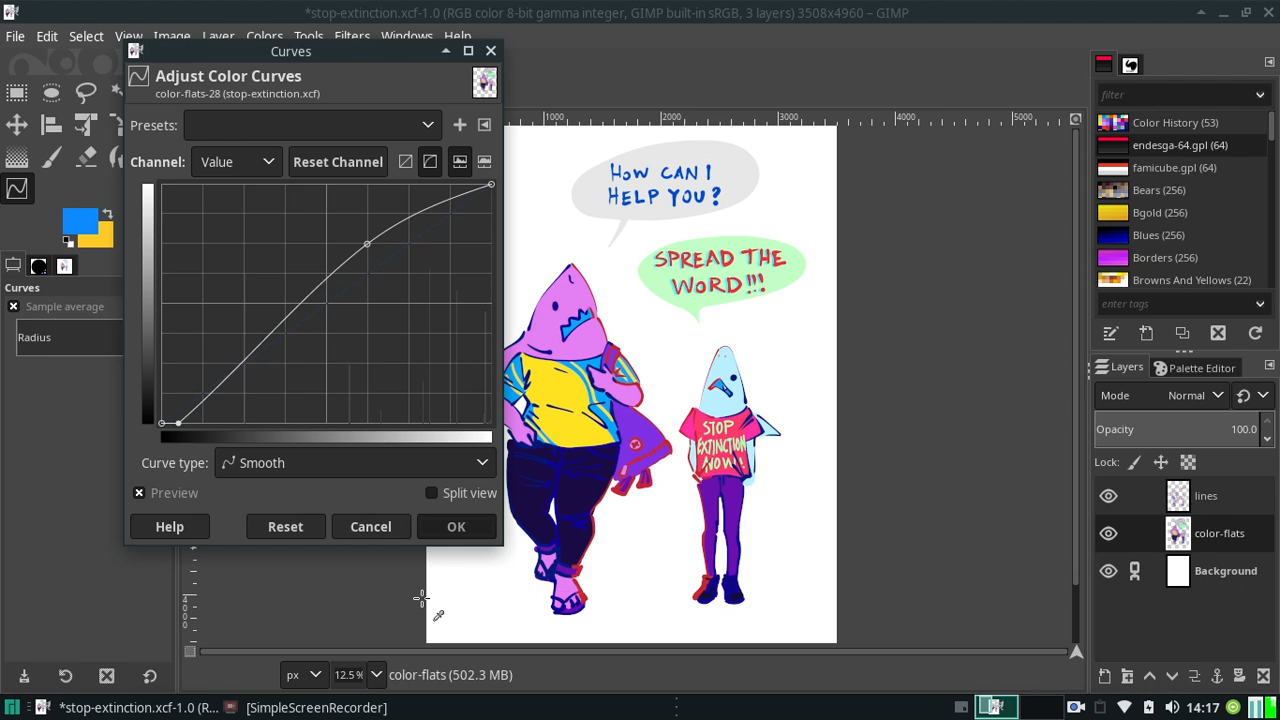 *stop-extinction.xcf-1.0 (RGB color 8-bit gamma integer, GIMP built-in sRGB, 3 layers) 3508x4960 – GIMP
File Edit Select View Image Layer Colors Tools Filters Windows Help
Curves
Adjust Color Curves
color-flats-28 (stop-extinction.xcf)
Presets:
Channel: Value Reset Channel
Curve type: Smooth
Preview Split view
Help Reset Cancel OK
Curves
Sample average
Radius
1000 2000 3000 4000 5000
4000
HOW CAN I
HELP YOU?
SPREAD THE
WORD!!!
STOP
EXTINCTION
NOW!
filter
Color History (53)
endesga-64.gpl (64)
famicube.gpl (64)
Bears (256)
Bgold (256)
Blues (256)
Borders (256)
Browns And Yellows (22)
enter tags
Layers Palette Editor
Mode Normal
Opacity 100.0
Lock:
lines
color-flats
Background
px 12.5% color-flats (502.3 MB)
*stop-extinction.xcf-1.0 (R... [SimpleScreenRecorder] 14:17